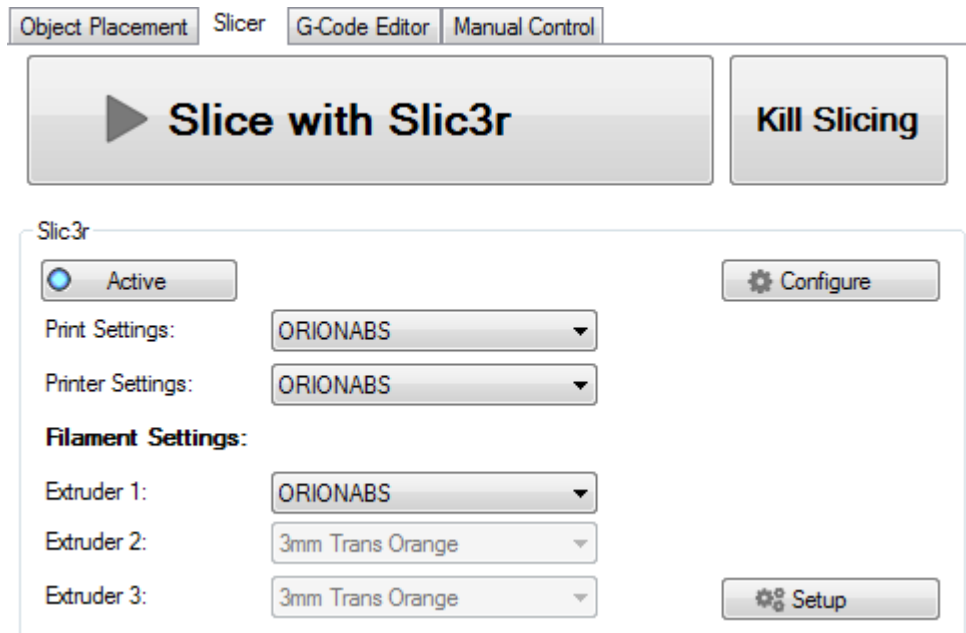 Object Placement Slicer G-Code Editor Manual Control
Slice with Slic3r Kill Slicing
Slic3r
Active Configure
Print Settings: ORIONABS
Printer Settings: ORIONABS
Filament Settings:
Extruder 1: ORIONABS
Extruder 2: 3mm Trans Orange
Extruder 3: 3mm Trans Orange Setup